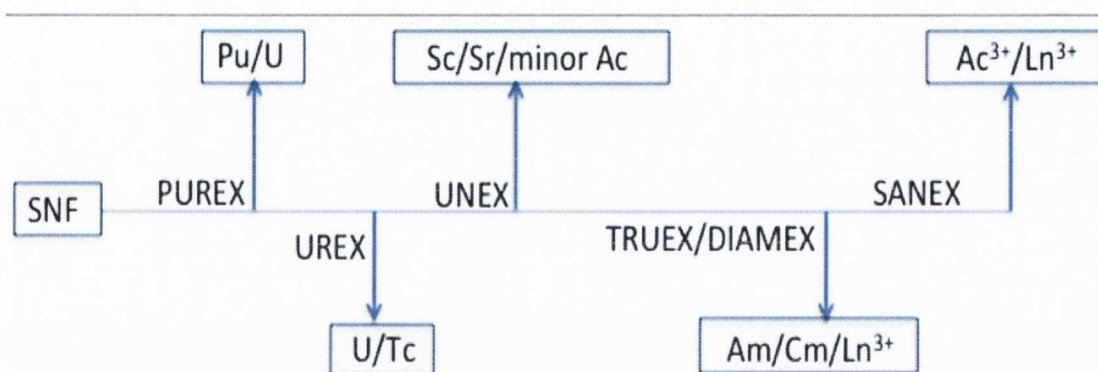 Pu/U
Sc/Sr/minor Ac
Ac³⁺/Ln³⁺
SNF
PUREX
UNEX
SANEX
UREX
TRUEX/DIAMEX
U/Tc
Am/Cm/Ln³⁺